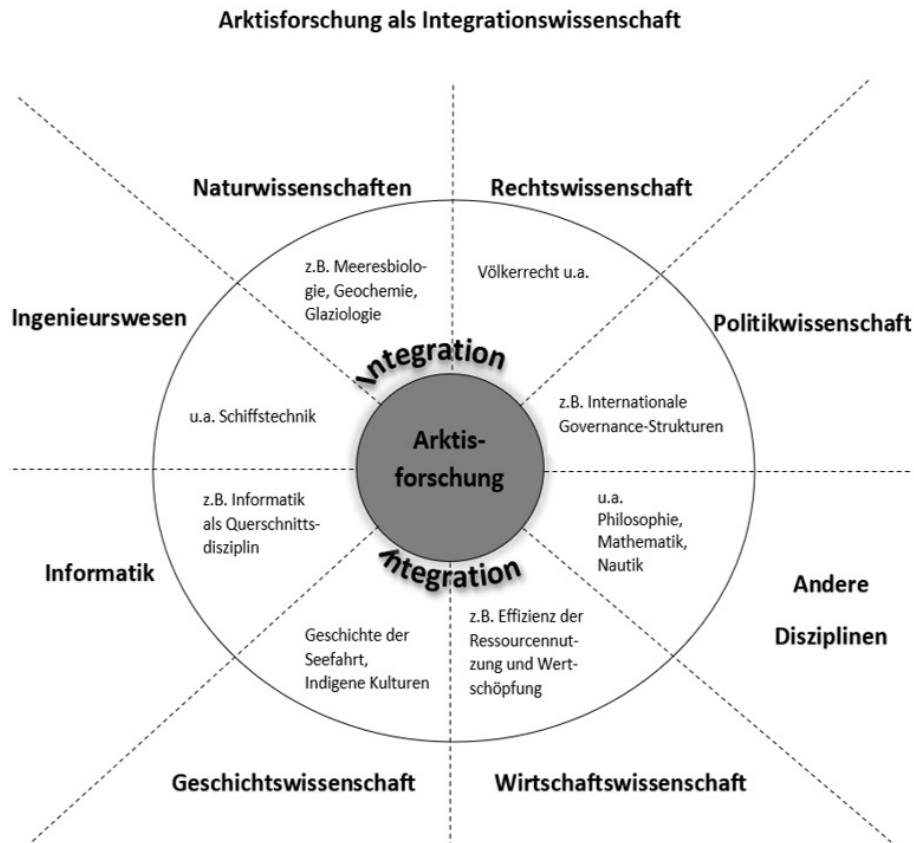 Arktisforschung als Integrationswissenschaft
Naturwissenschaften
Rechtswissenschaft
z.B. Meeresbiolo-
gie, Geochemie,
Glaziologie
Völkerrecht u.a.
Ingenieurswesen
Politikwissenschaft
Integration
u.a. Schiffstechnik
z.B. Internationale
Governance-Strukturen
Arktis-
forschung
z.B. Informatik
als Querschnitts-
disziplin
u.a.
Philosophie,
Mathematik,
Nautik
Integration
Informatik
Andere
Disziplinen
Geschichte der
Seefahrt,
Indigene Kulturen
z.B. Effizienz der
Ressourcennut-
zung und Wert-
schöpfung
Geschichtswissenschaft
Wirtschaftswissenschaft